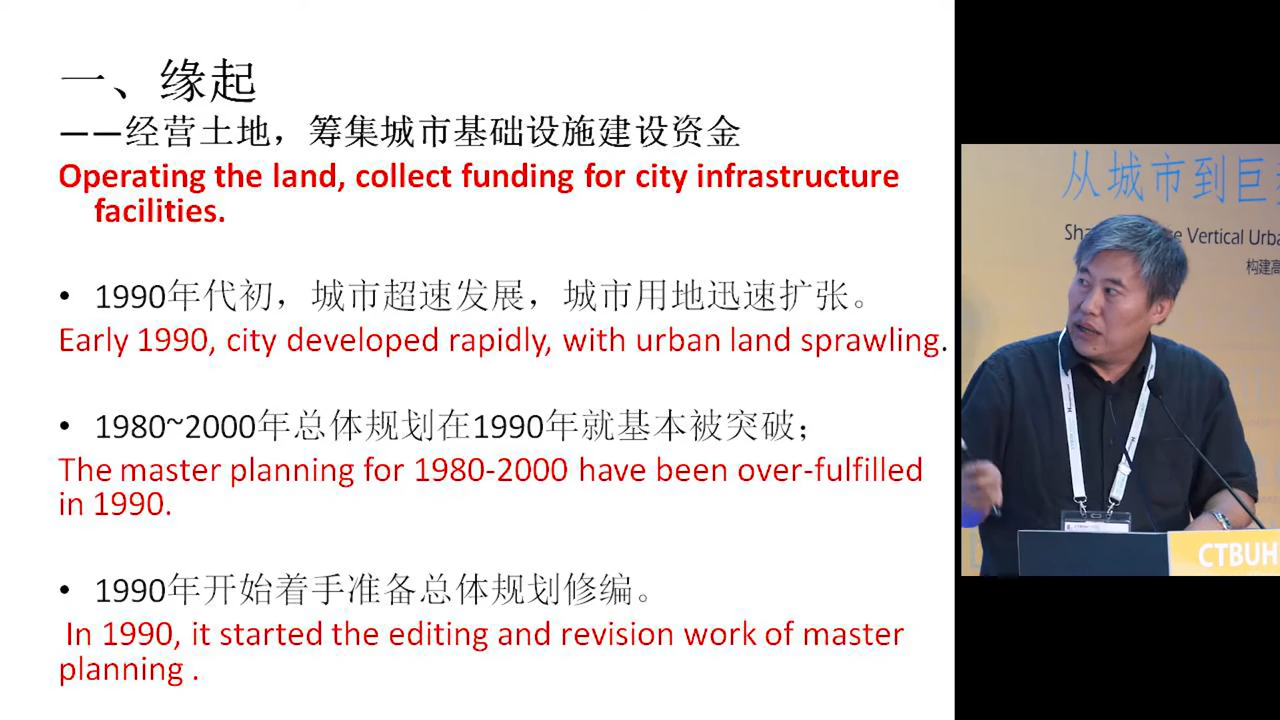 一、缘起
——经营土地，筹集城市基础设施建设资金
Operating the land, collect funding for city infrastructure
facilities.
• 1990年代初，城市超速发展，城市用地迅速扩张。
Early 1990, city developed rapidly, with urban land sprawling.
• 1980~2000年总体规划在1990年就基本被突破；
The master planning for 1980-2000 have been over-fulfilled
in 1990.
• 1990年开始着手准备总体规划修编。
In 1990, it started the editing and revision work of master
planning .
从城市到巨
Vertical Urba
构建高
CTBUH